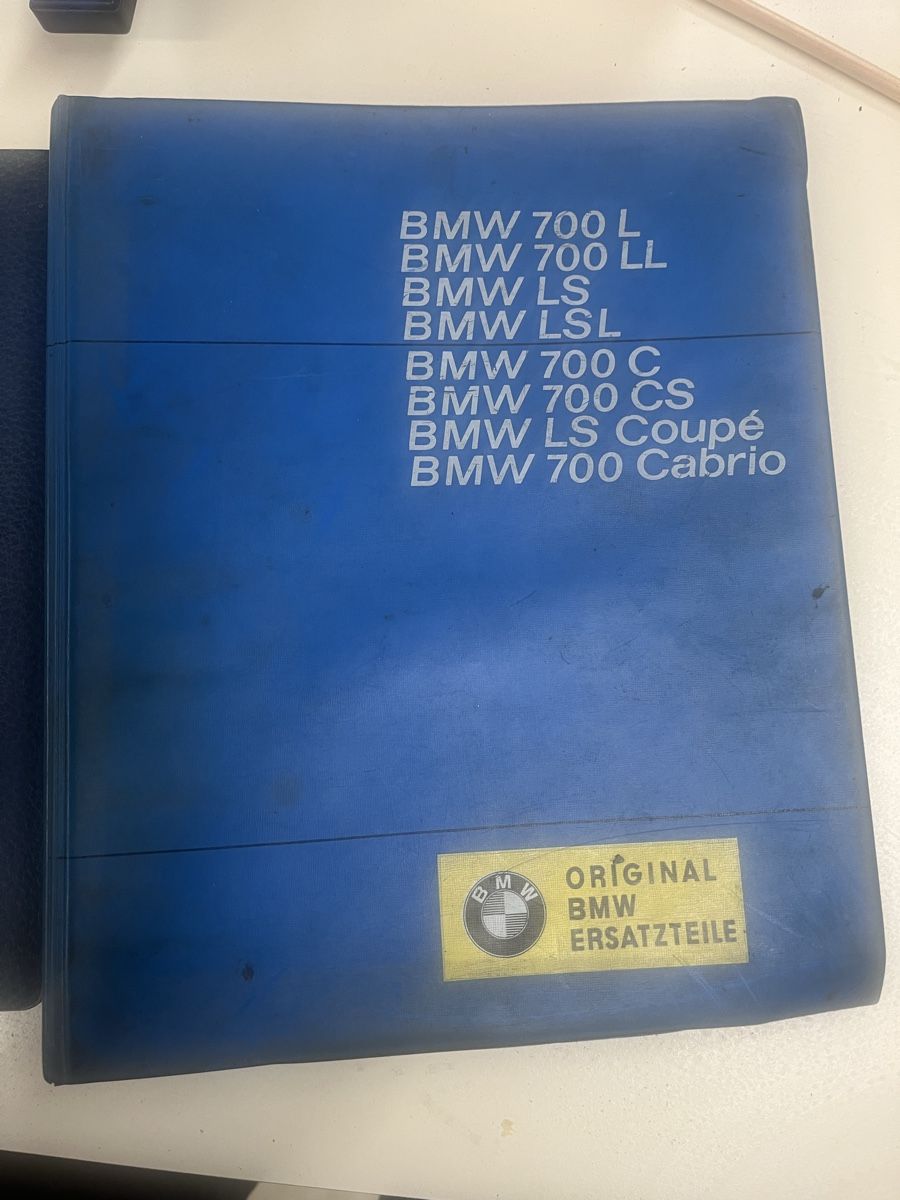 BMW 700 L
BMW 700 LL
BMW LS
BMW LSL
BMW 700 C
BMW 700 CS
BMW LS Coupé
BMW 700 Cabrio
BMW
ORIGINAL
BMW
ERSATZTEILE